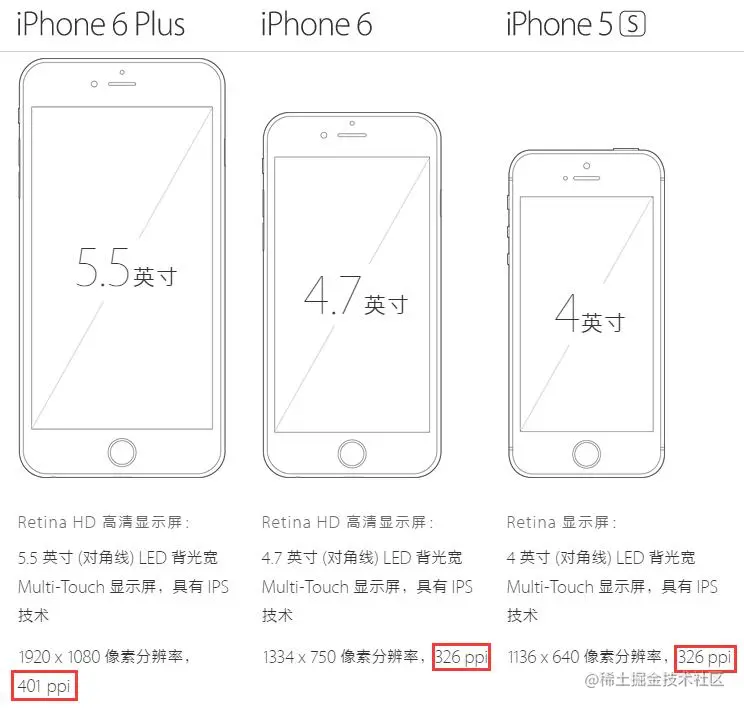 iPhone 6 Plus
iPhone 6
iPhone 5 S
5.5英寸
4.7英寸
4英寸
Retina HD 高清显示屏：
5.5 英寸 (对角线) LED 背光宽
Multi-Touch 显示屏，具有 IPS
技术
1920 x 1080 像素分辨率，
401 ppi
Retina HD 高清显示屏：
4.7 英寸 (对角线) LED 背光宽
Multi-Touch 显示屏，具有 IPS
技术
1334 x 750 像素分辨率，326 ppi
Retina 显示屏：
4 英寸 (对角线) LED 背光宽
Multi-Touch 显示屏，具有 IPS
技术
1136 x 640 像素分辨率，326 ppi
@稀土掘金技术社区